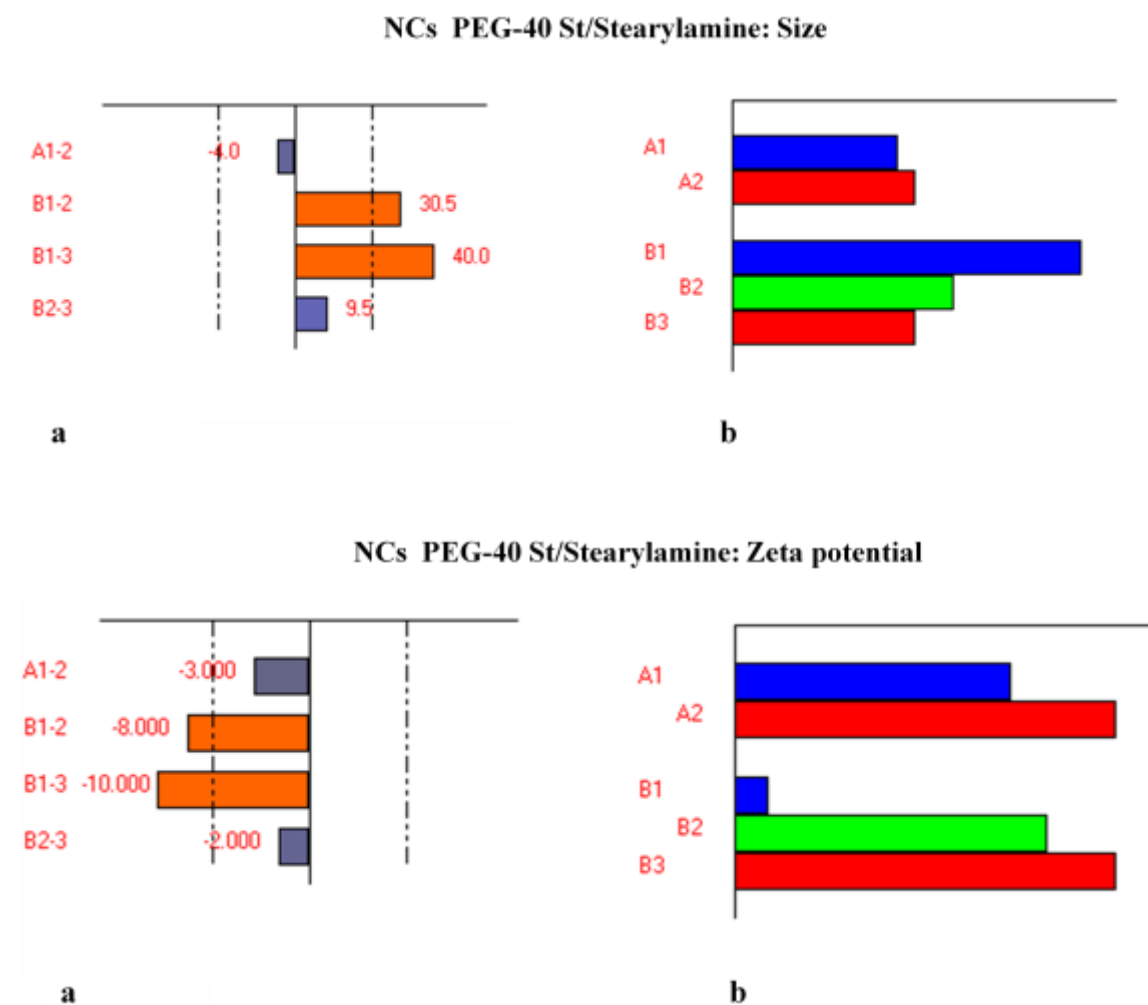 NCs PEG-40 St/Stearylamine: Size
A1-2 -4.0
B1-2 30.5
B1-3 40.0
B2-3 9.5
a
A1
A2
B1
B2
B3
b
NCs PEG-40 St/Stearylamine: Zeta potential
A1-2 -3.000
B1-2 -8.000
B1-3 -10.000
B2-3 -2.000
a
A1
A2
B1
B2
B3
b